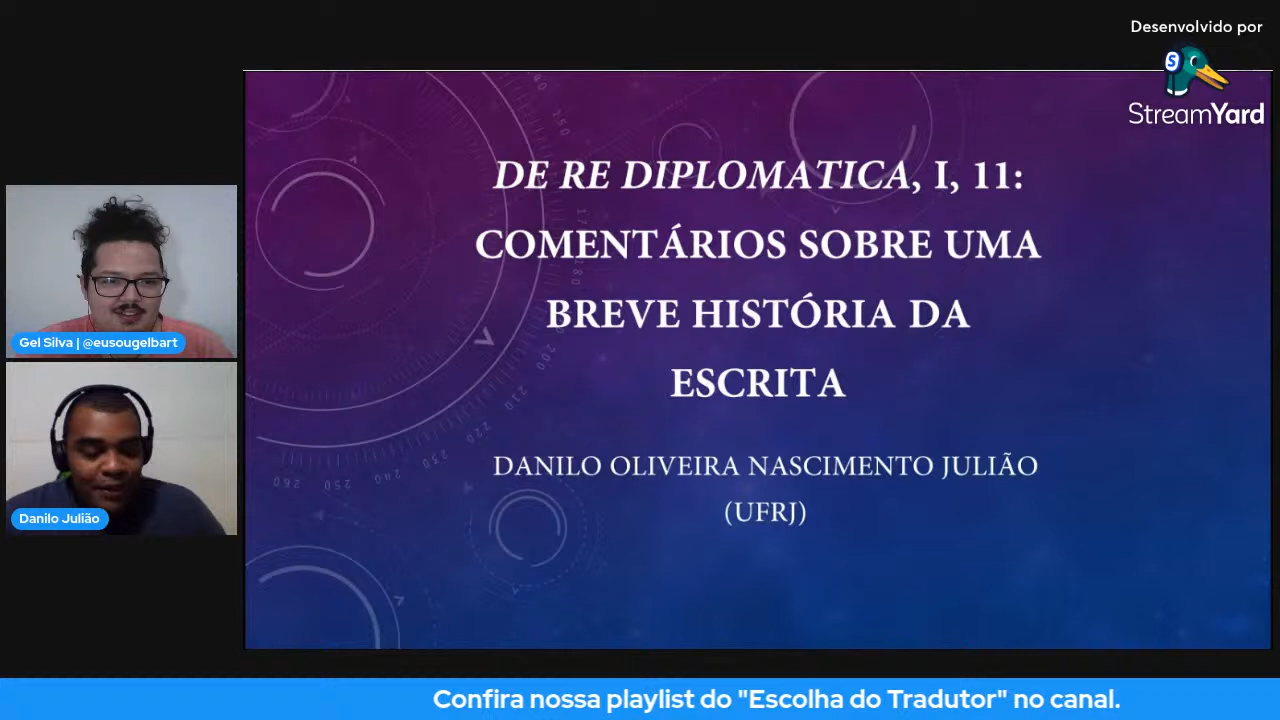 Desenvolvido por
StreamYard
DE RE DIPLOMATICA, I, 11:
COMENTÁRIOS SOBRE UMA
BREVE HISTÓRIA DA
ESCRITA
DANILO OLIVEIRA NASCIMENTO JULIÃO
(UFRJ)
Gel Silva | @eusougelbart
Danilo Julião
Confira nossa playlist do "Escolha do Tradutor" no canal.